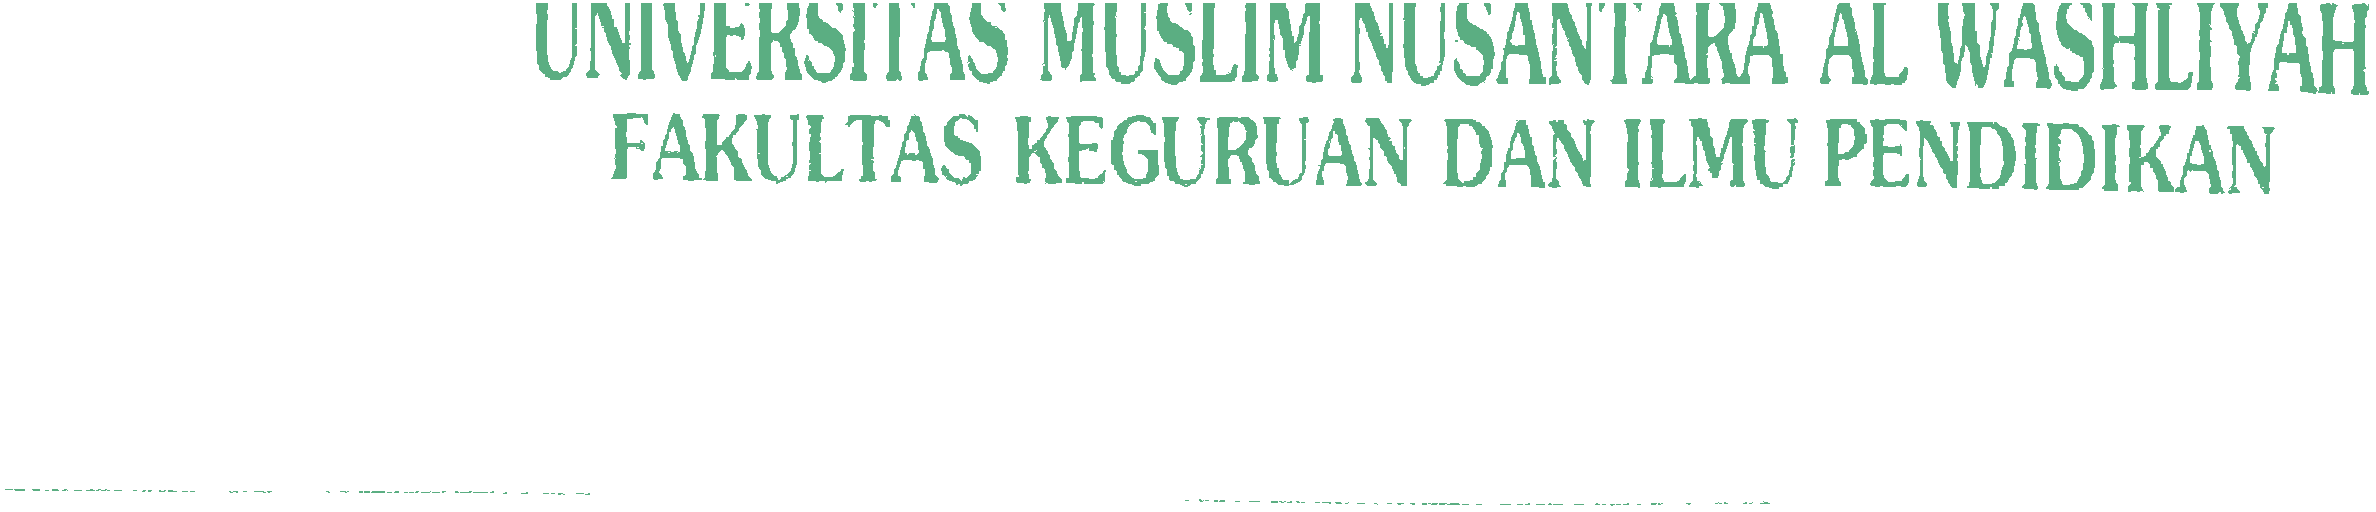 UNIVERSITAS MUSLIM NUSANTARA AL WASHLIYAH
FAKULTAS KEGURUAN DAN ILMU PENDIDIKAN